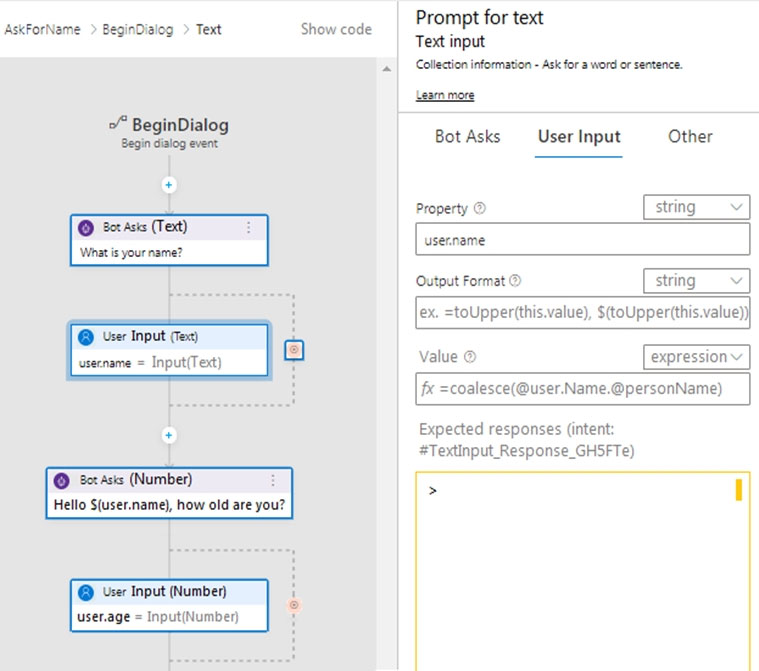 AskForName > BeginDialog > Text
Show code
BeginDialog
Begin dialog event
Bot Asks (Text)
What is your name?
User Input (Text)
user.name = Input(Text)
Bot Asks (Number)
Hello $(user.name), how old are you?
User Input (Number)
user.age = Input(Number)
Prompt for text
Text input
Collection information - Ask for a word or sentence.
Learn more
Bot Asks
User Input
Other
Property
string
user.name
Output Format
string
ex. =toUpper(this.value), $(toUpper(this.value))
Value
expression
fx =coalesce(@user.Name.@personName)
Expected responses (intent:
#TextInput_Response_GH5FTe)
>